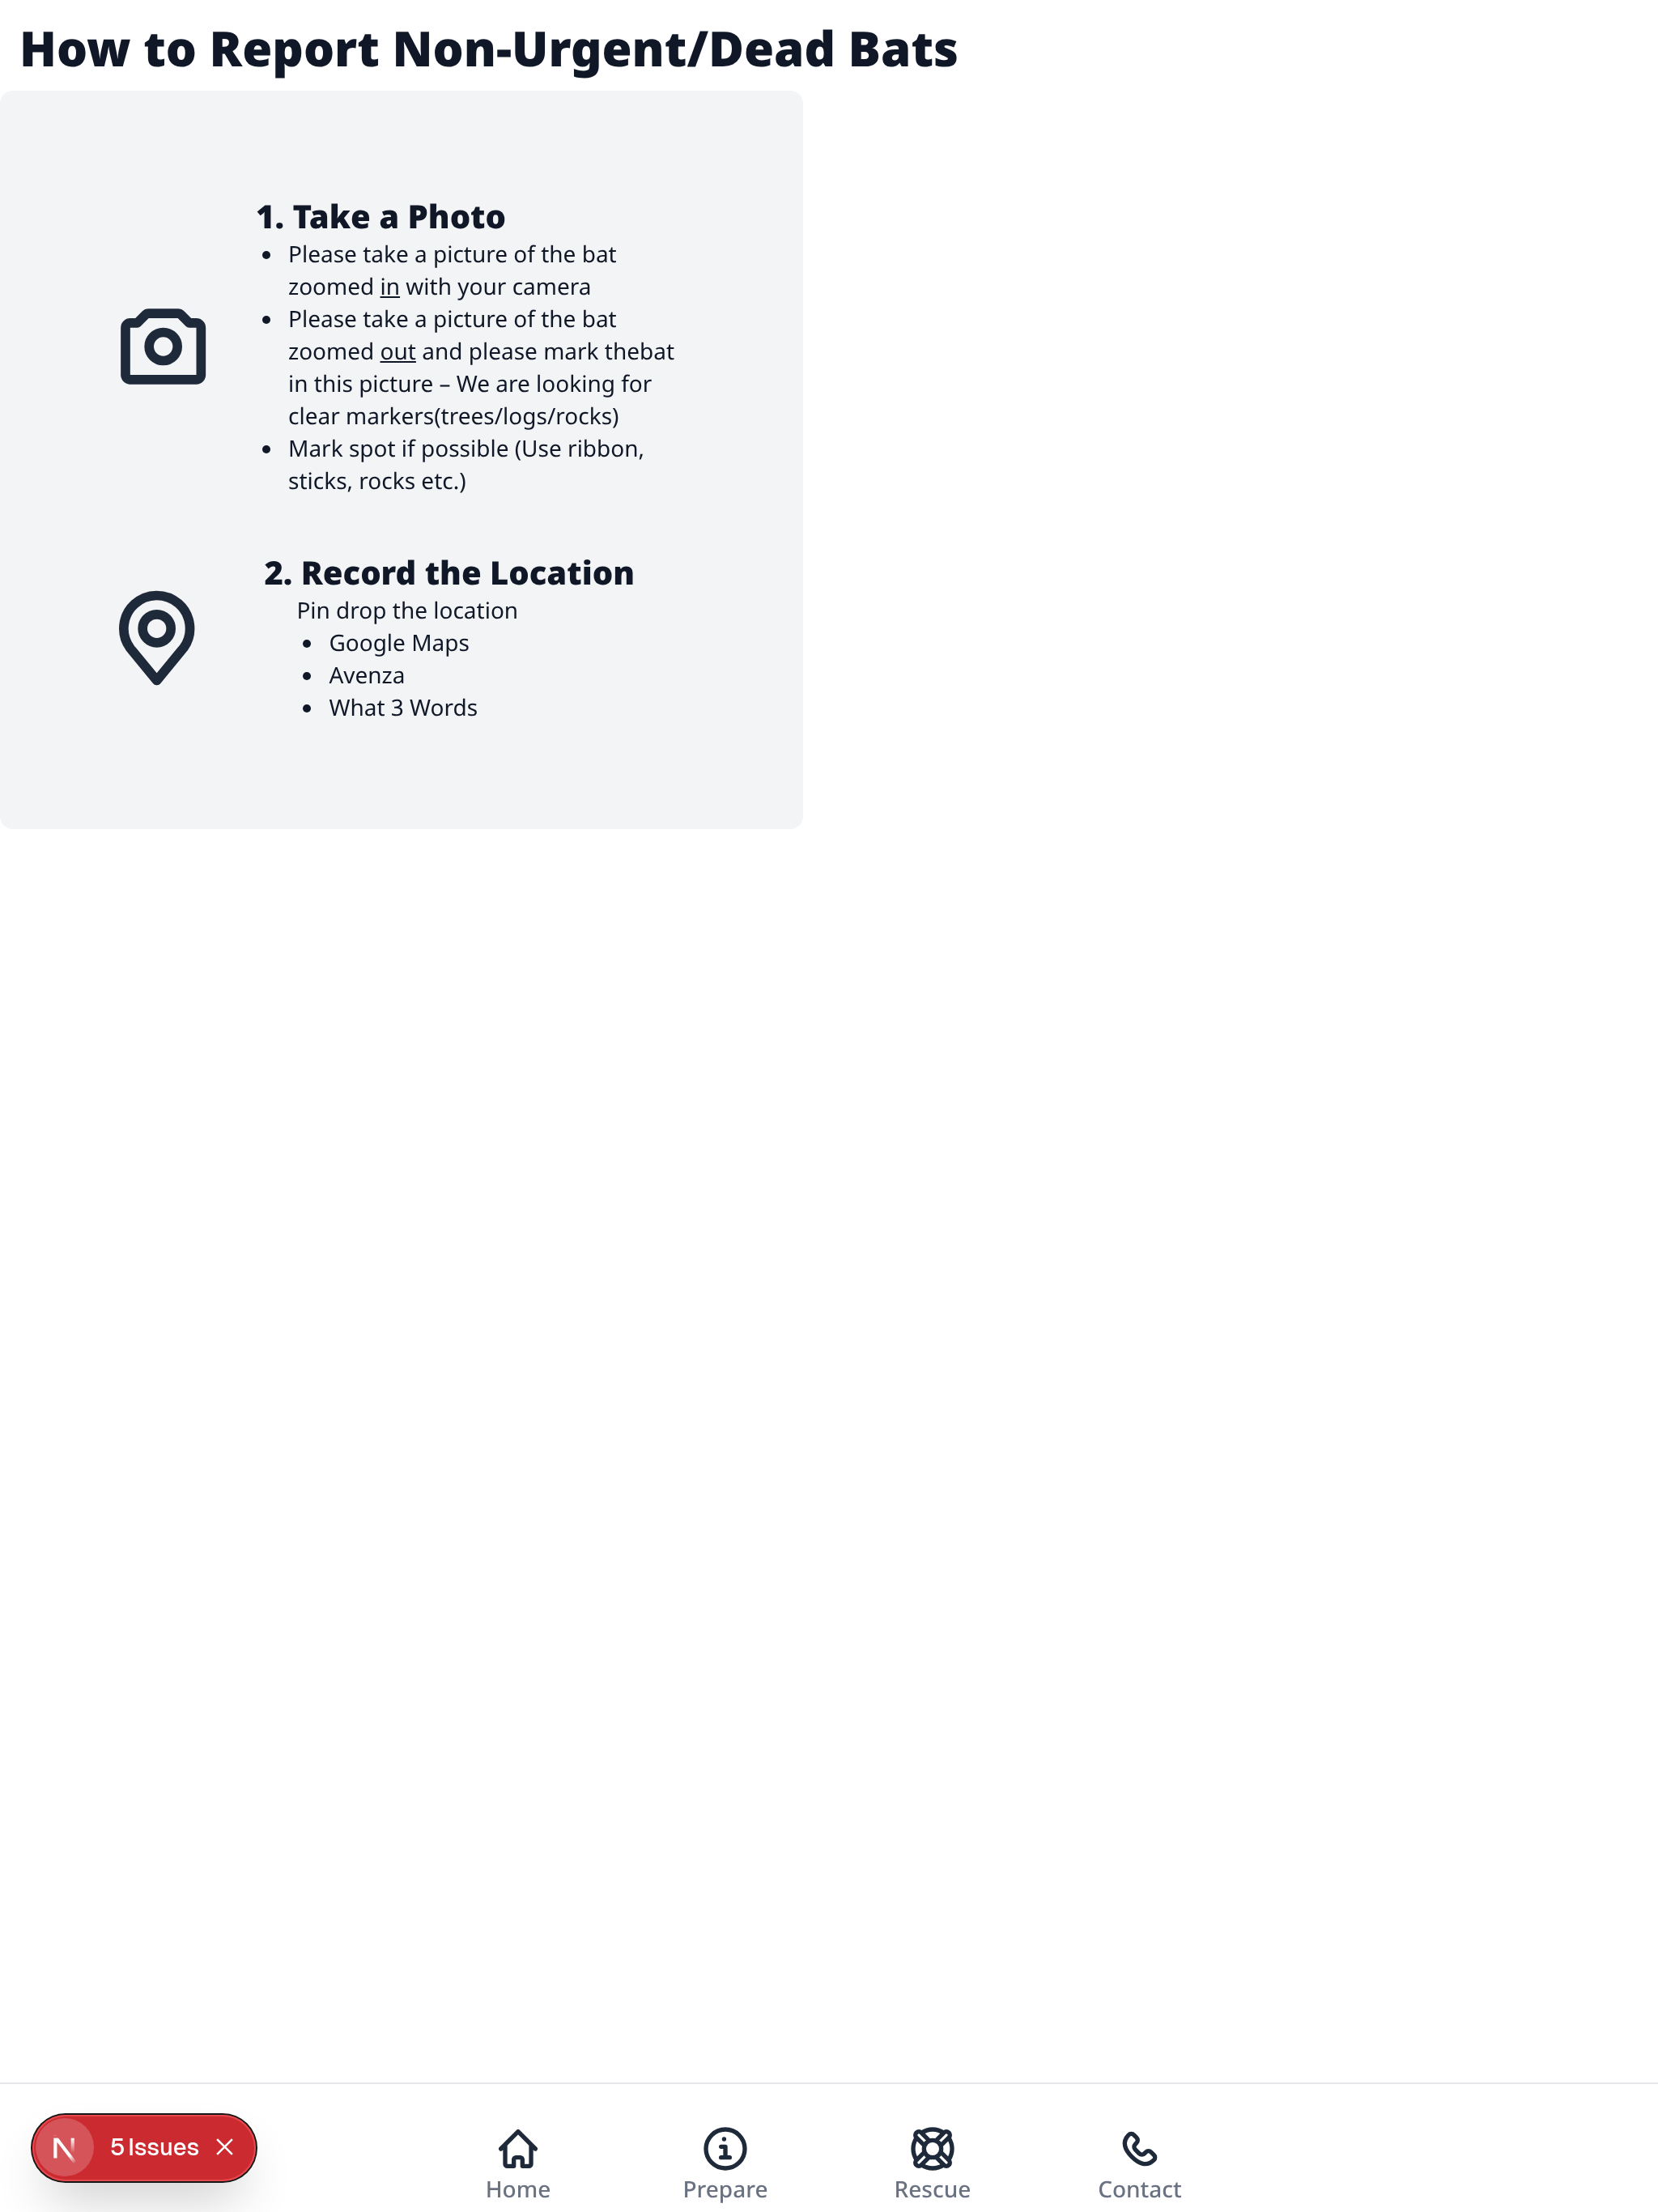 How to Report Non-Urgent/Dead Bats
1. Take a Photo
• Please take a picture of the bat
zoomed in with your camera
• Please take a picture of the bat
zoomed out and please mark thebat
in this picture – We are looking for
clear markers(trees/logs/rocks)
• Mark spot if possible (Use ribbon,
sticks, rocks etc.)
2. Record the Location
Pin drop the location
• Google Maps
• Avenza
• What 3 Words
N 5 Issues
Home Prepare Rescue Contact